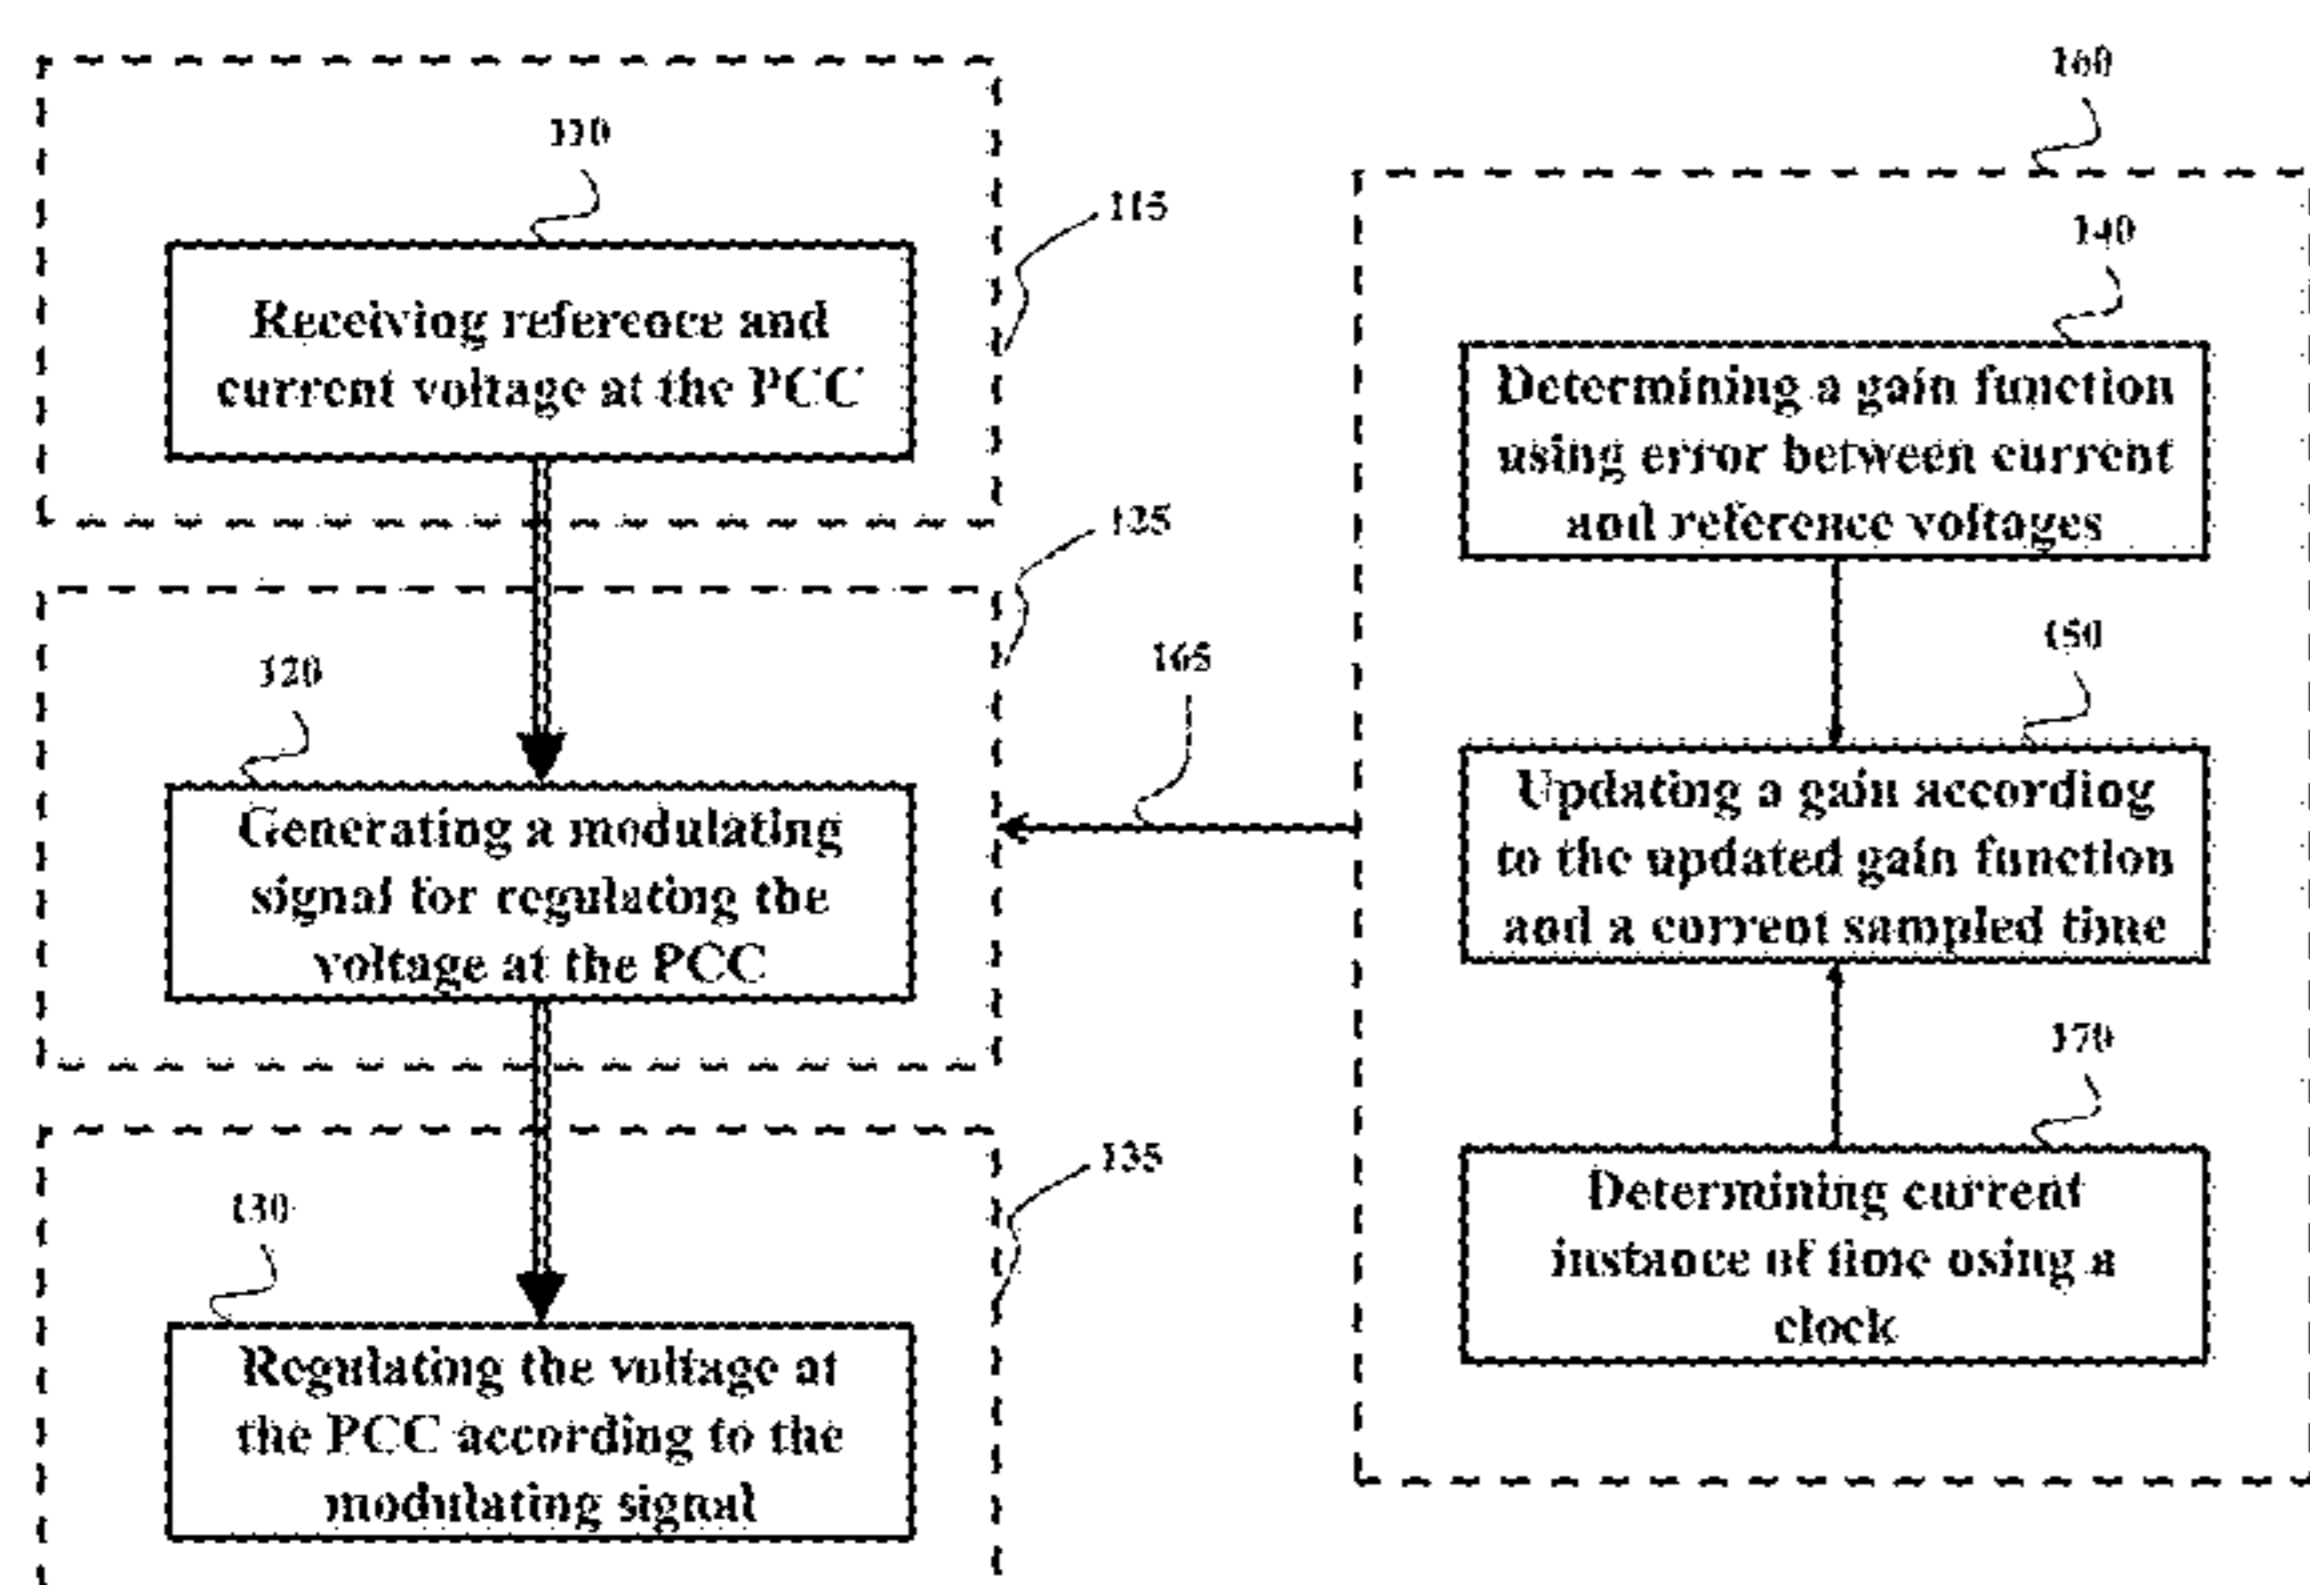 110
Receiving reference and
current voltage at the PCC
115
125
120
Generating a modulating
signal for regulating the
voltage at the PCC
165
135
130
Regulating the voltage at
the PCC according to the
modulating signal
160
140
Determining a gain function
using error between current
and reference voltages
150
Updating a gain according
to the updated gain function
and a current sampled time
170
Determining current
instance of time using a
clock